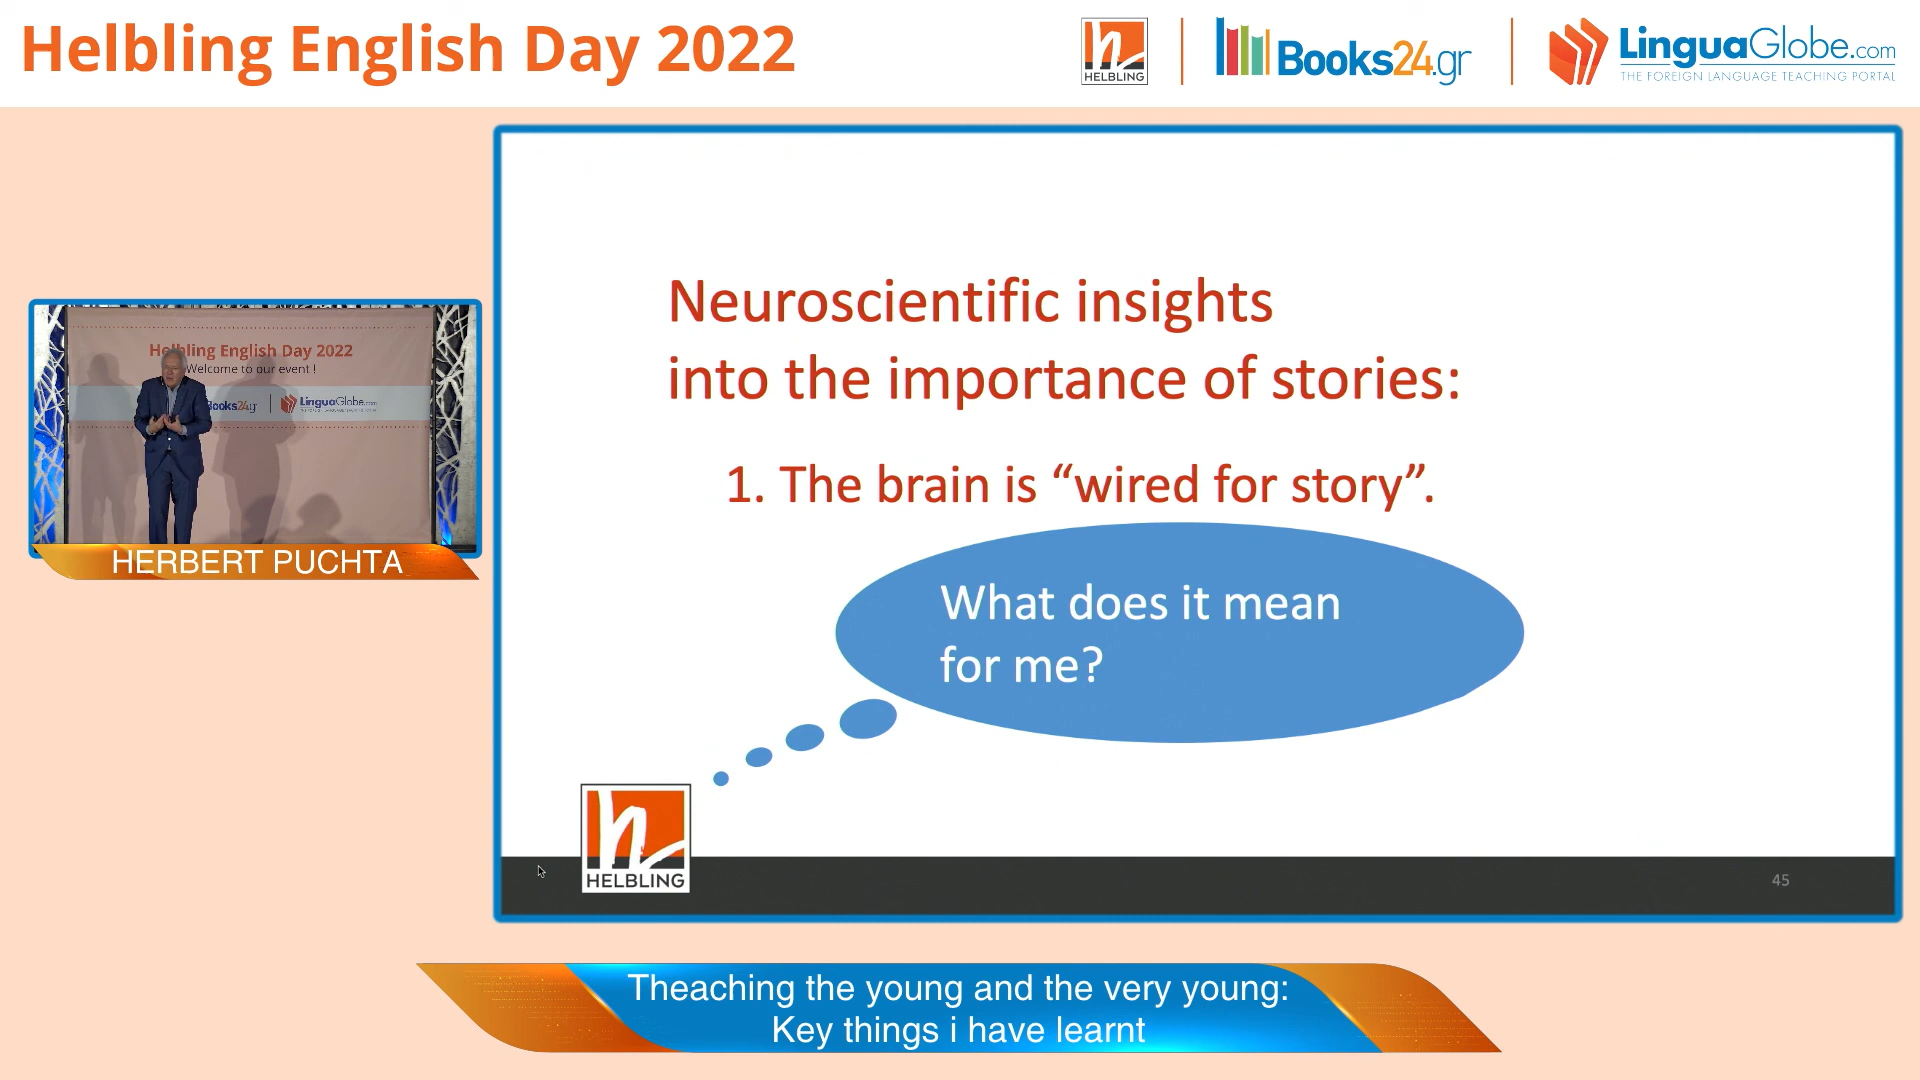 Helbling English Day 2022
HELBLING
Books24.gr
LinguaGlobe.com
THE FOREIGN LANGUAGE TEACHING PORTAL
Helbling English Day 2022
Welcome to our event !
Books24.gr
LinguaGlobe.com
HERBERT PUCHTA
Neuroscientific insights
into the importance of stories:
1. The brain is “wired for story”.
What does it mean
for me?
HELBLING
45
Theaching the young and the very young:
Key things i have learnt